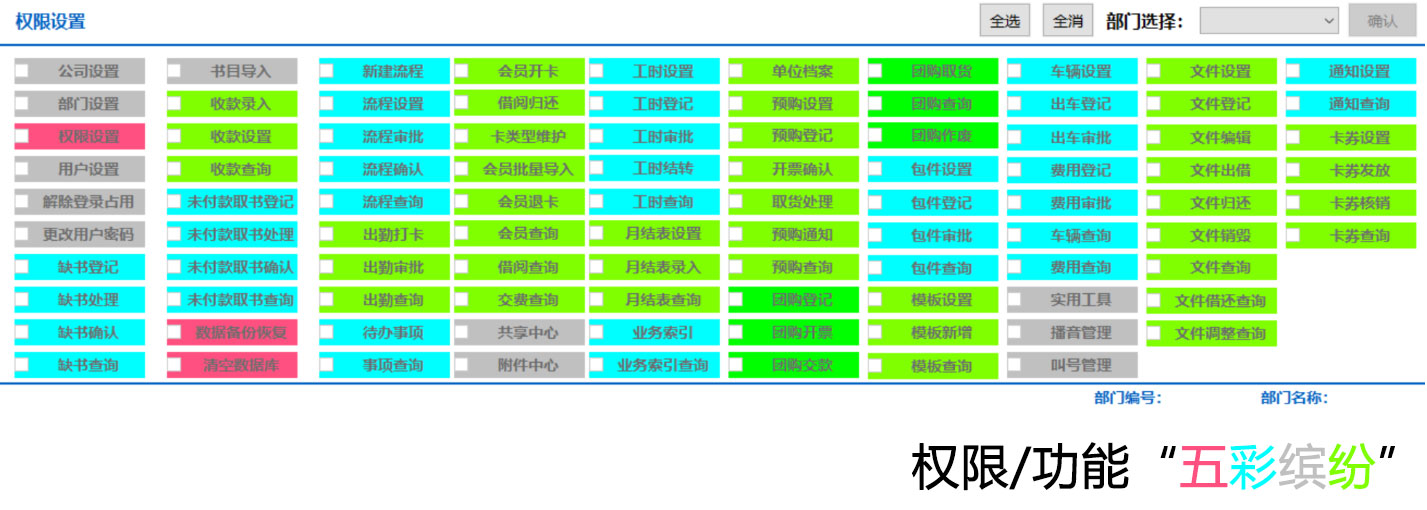 权限设置 全选 全消 部门选择： 确认
公司设置 书目导入 新建流程 会员开卡 工时设置 单位档案 团购取货 车辆设置 文件设置 通知设置
部门设置 收款录入 流程设置 借阅归还 工时登记 预购设置 团购查询 出车登记 文件登记 通知查询
权限设置 收款设置 流程审批 卡类型维护 工时审批 预购登记 团购作废 出车审批 文件编辑 卡券设置
用户设置 收款查询 流程确认 会员批量导入 工时结转 开票确认 包件设置 费用登记 文件出借 卡券发放
解除登录占用 未付款取书登记 流程查询 会员退卡 工时查询 取货处理 包件登记 费用审批 文件归还 卡券核销
更改用户密码 未付款取书处理 出勤打卡 会员查询 月结表设置 预购通知 包件审批 车辆查询 文件销毁 卡券查询
缺书登记 未付款取书确认 出勤审批 借阅查询 月结表录入 预购查询 包件查询 费用查询 文件查询
缺书处理 未付款取书查询 出勤查询 交费查询 月结表查询 团购登记 模板设置 实用工具 文件借还查询
缺书确认 数据备份恢复 待办事项 共享中心 业务索引 团购开票 模板新增 播音管理 文件调整查询
缺书查询 清空数据库 事项查询 附件中心 业务索引查询 团购交款 模板查询 叫号管理
部门编号： 部门名称：
权限/功能“五彩缤纷”